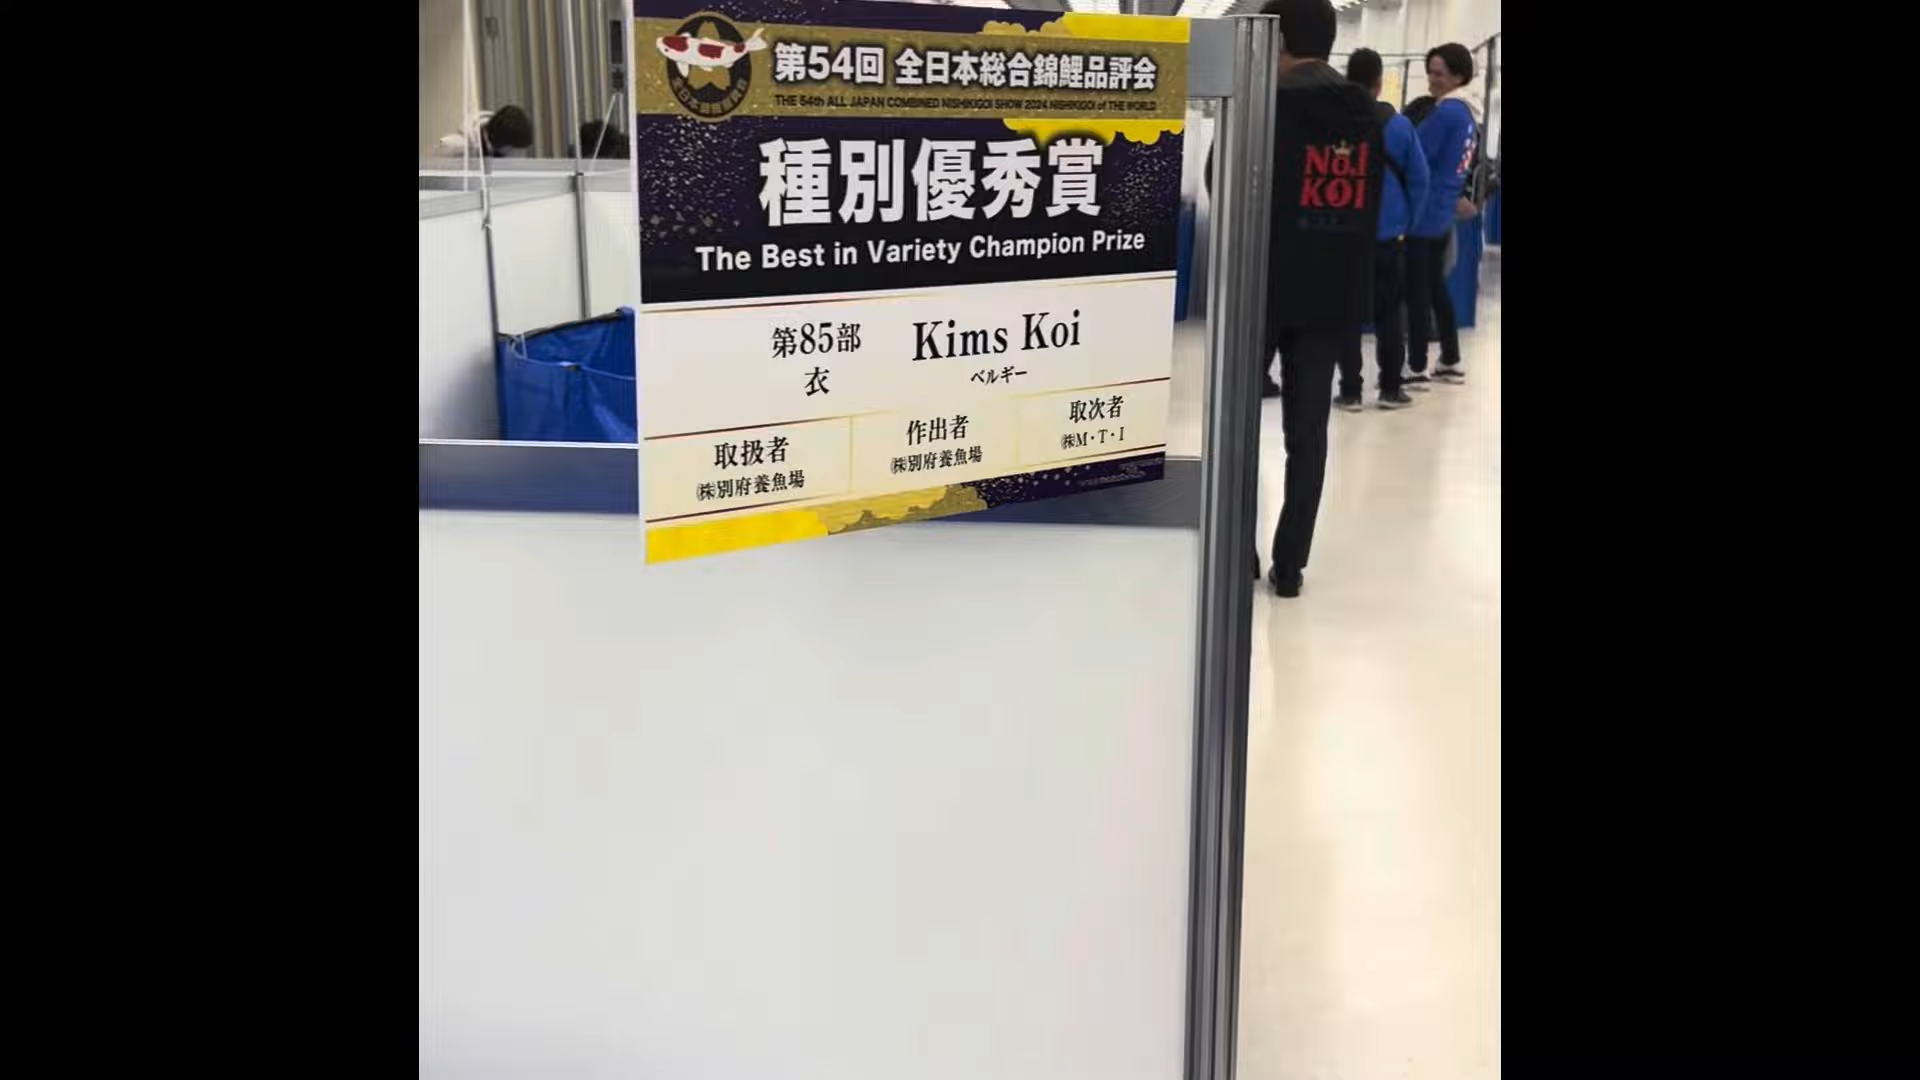 第54回 全日本総合錦鯉品評会
THE 54th ALL JAPAN COMBINED NISHIKIGOI SHOW 2024 NISHIKIGOI of THE WORLD
種別優秀賞
The Best in Variety Champion Prize
第85部
衣
Kims Koi
ベルギー
取扱者
㈱別府養魚場
作出者
㈱別府養魚場
取次者
㈱M・T・I
No.1
KOI